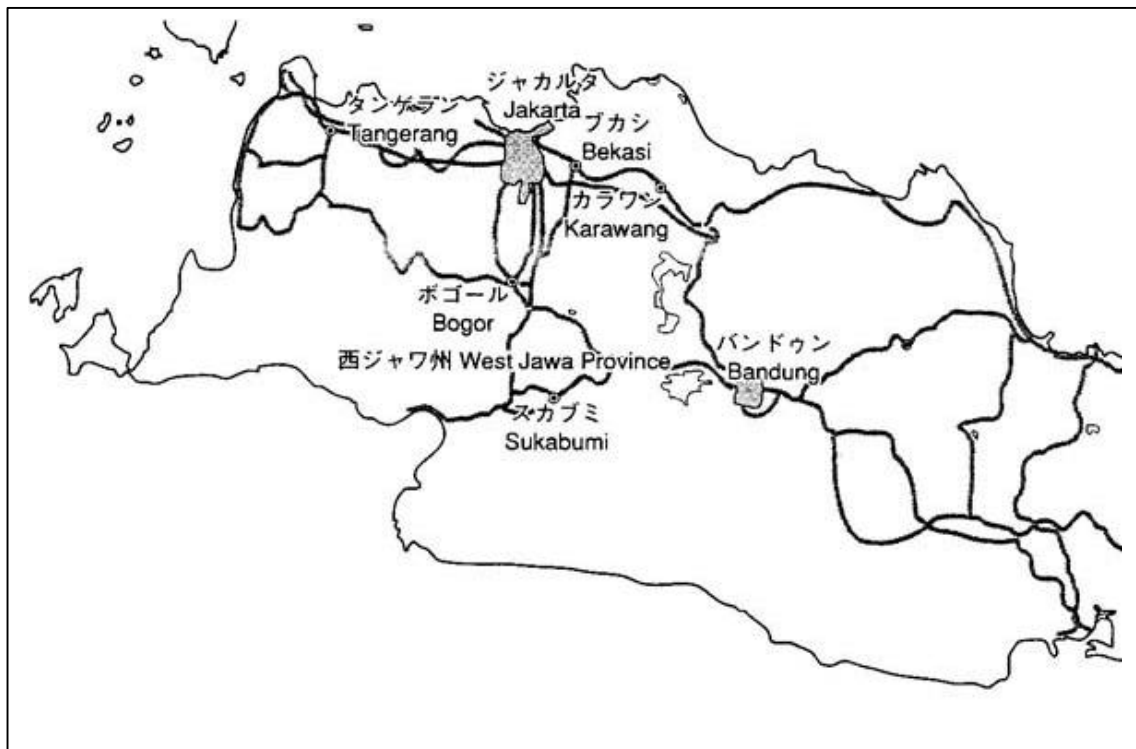 ジャカルタ
Jakarta
タンゲラン
Tangerang
ブカシ
Bekasi
カラワン
Karawang
ボゴール
Bogor
西ジャワ州 West Jawa Province
バンドゥン
Bandung
スカブミ
Sukabumi